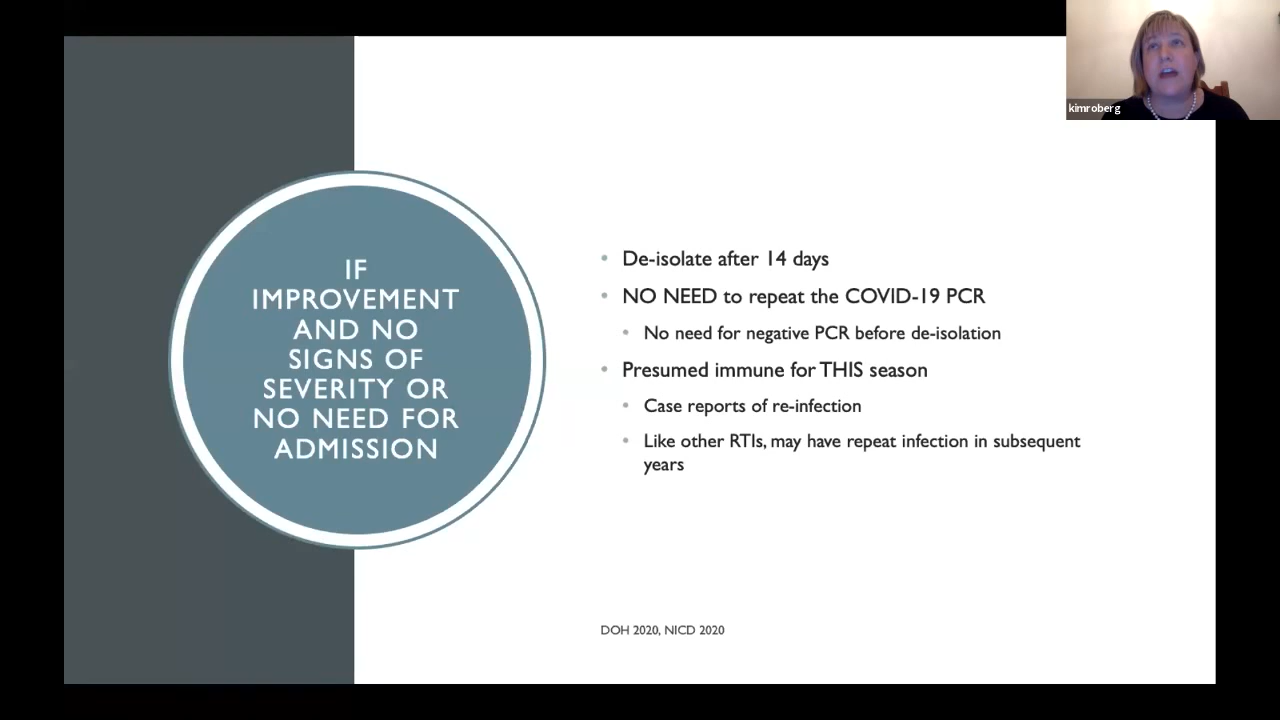 kimroberg
IF
IMPROVEMENT
AND NO
SIGNS OF
SEVERITY OR
NO NEED FOR
ADMISSION
• De-isolate after 14 days
• NO NEED to repeat the COVID-19 PCR
• No need for negative PCR before de-isolation
• Presumed immune for THIS season
• Case reports of re-infection
• Like other RTIs, may have repeat infection in subsequent
years
DOH 2020, NICD 2020